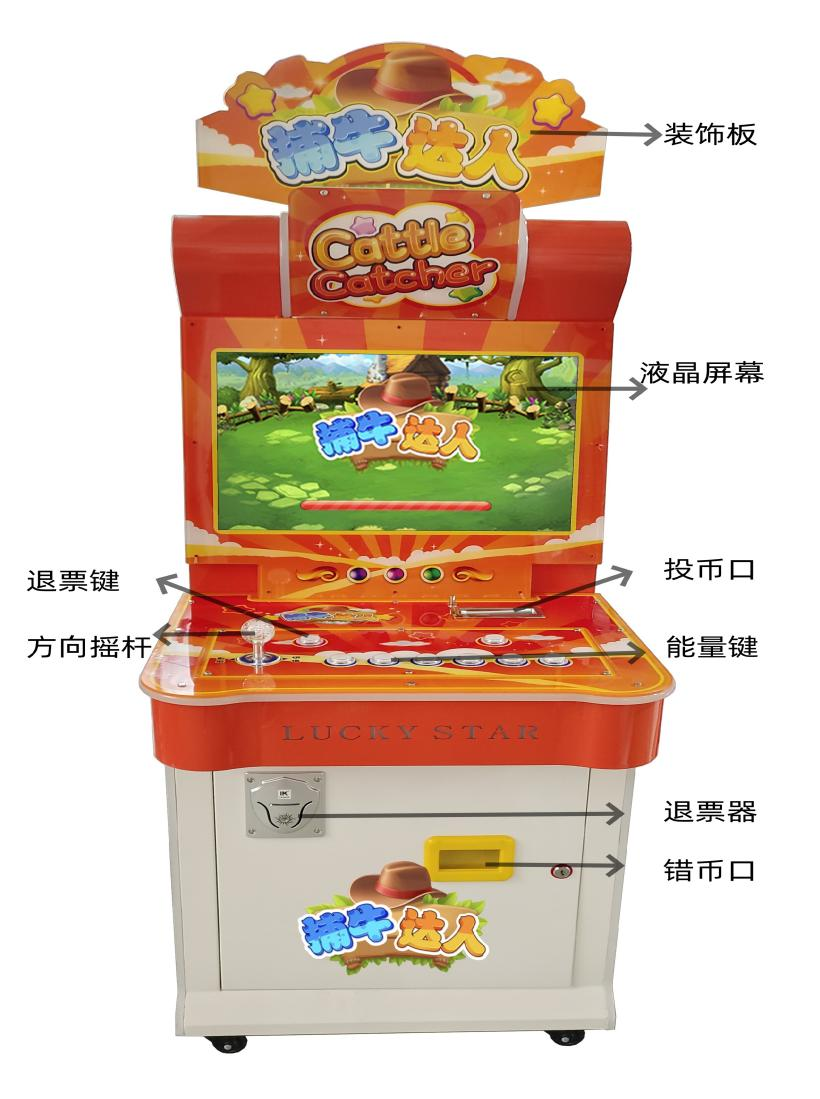 捕牛达人
装饰板
Cattle
Catcher
液晶屏幕
捕牛达人
退票键
投币口
方向摇杆
能量键
LUCKY STAR
IK
退票器
错币口
捕牛达人